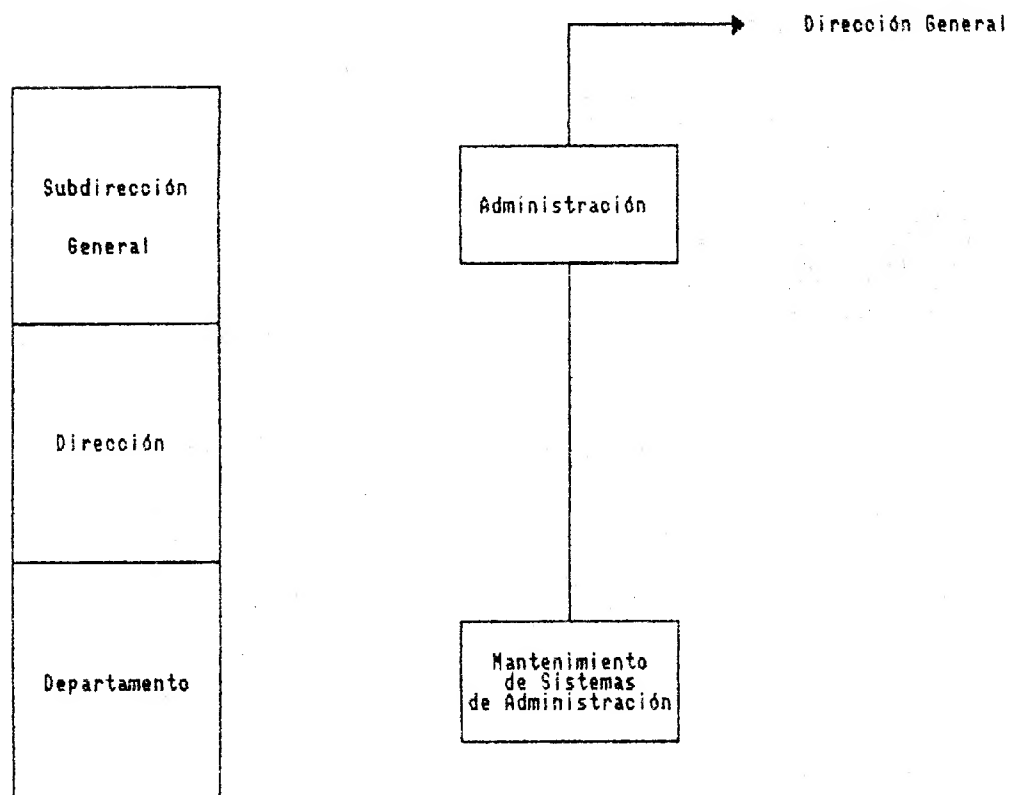 Dirección General
Subdirección
General
Administración
Dirección
Departamento
Mantenimiento
de Sistemas
de Administración